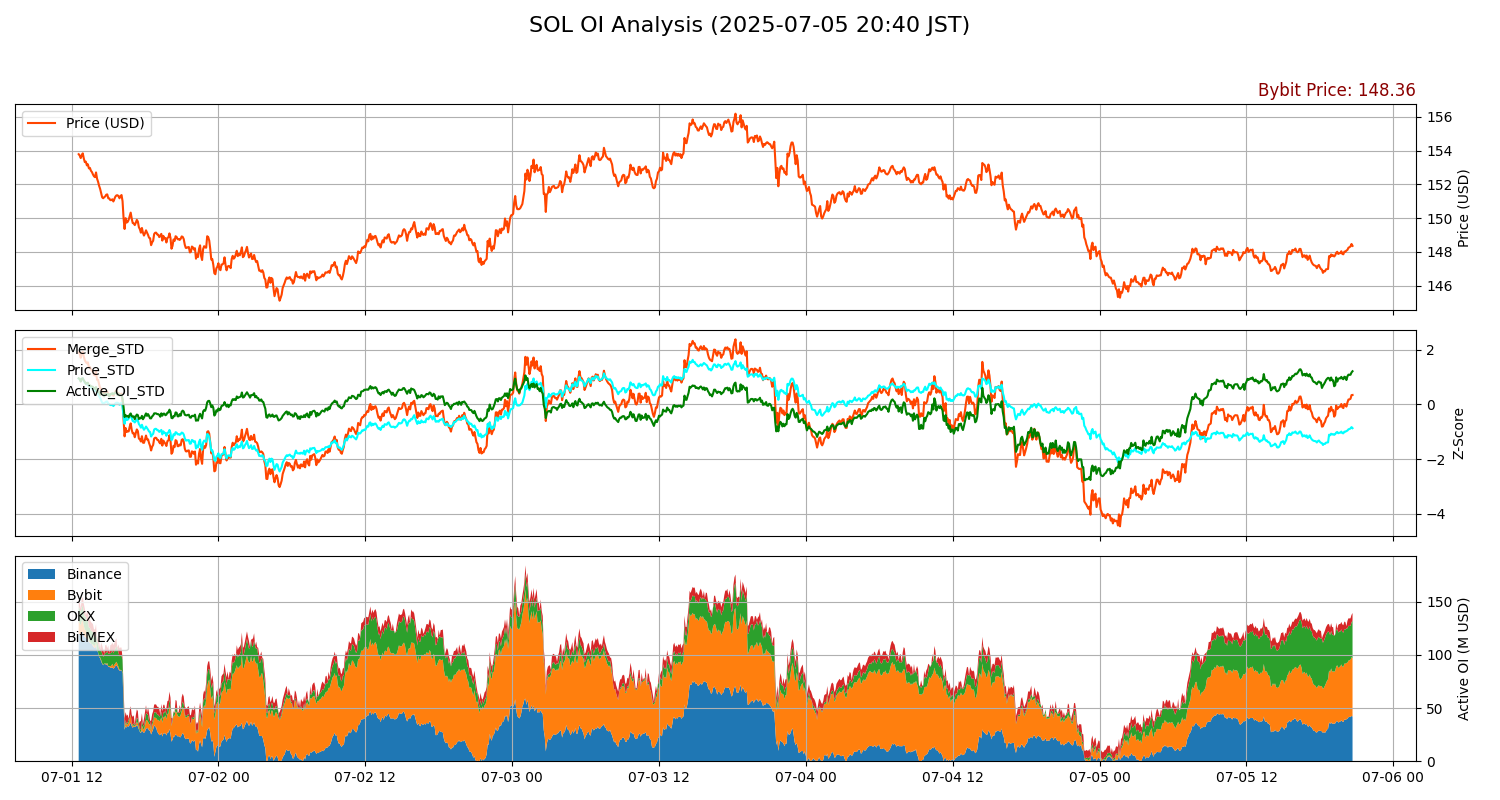 SOL OI Analysis (2025-07-05 20:40 JST)
Bybit Price: 148.36
Price (USD)
156
154
152
150
148
146
Price (USD)
Merge_STD
Price_STD
Active_OI_STD
2
0
−2
−4
Z-Score
Binance
Bybit
OKX
BitMEX
150
100
50
0
Active OI (M USD)
07-01 12
07-02 00
07-02 12
07-03 00
07-03 12
07-04 00
07-04 12
07-05 00
07-05 12
07-06 00